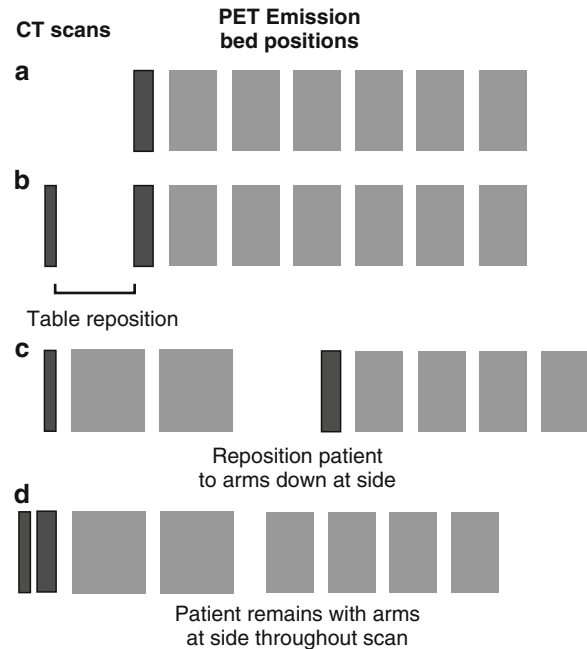 CT scans
PET Emission
bed positions
a
b
Table reposition
c
Reposition patient
to arms down at side
d
Patient remains with arms
at side throughout scan